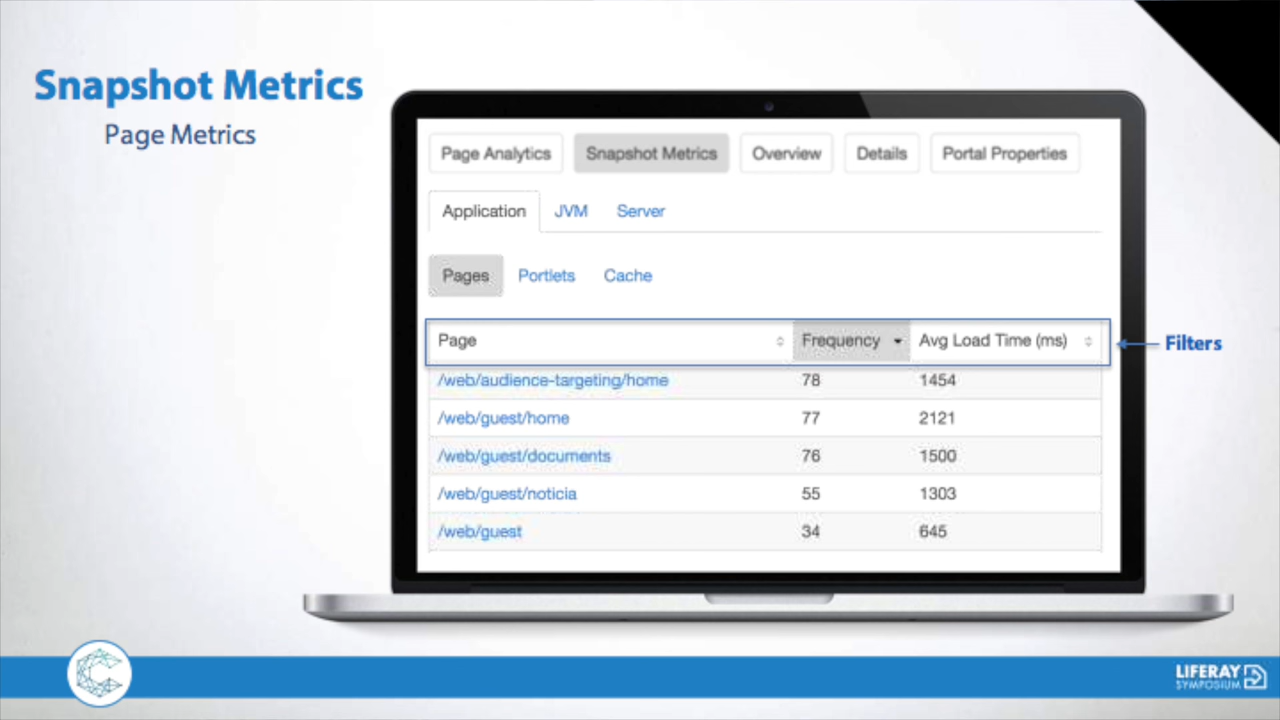 Snapshot Metrics
Page Metrics
Page Analytics Snapshot Metrics Overview Details Portal Properties
Application JVM Server
Pages Portlets Cache
Page Frequency Avg Load Time (ms)
Filters
/web/audience-targeting/home 78 1454
/web/guest/home 77 2121
/web/guest/documents 76 1500
/web/guest/noticia 55 1303
/web/guest 34 645
LIFERAY
SYMPOSIUM